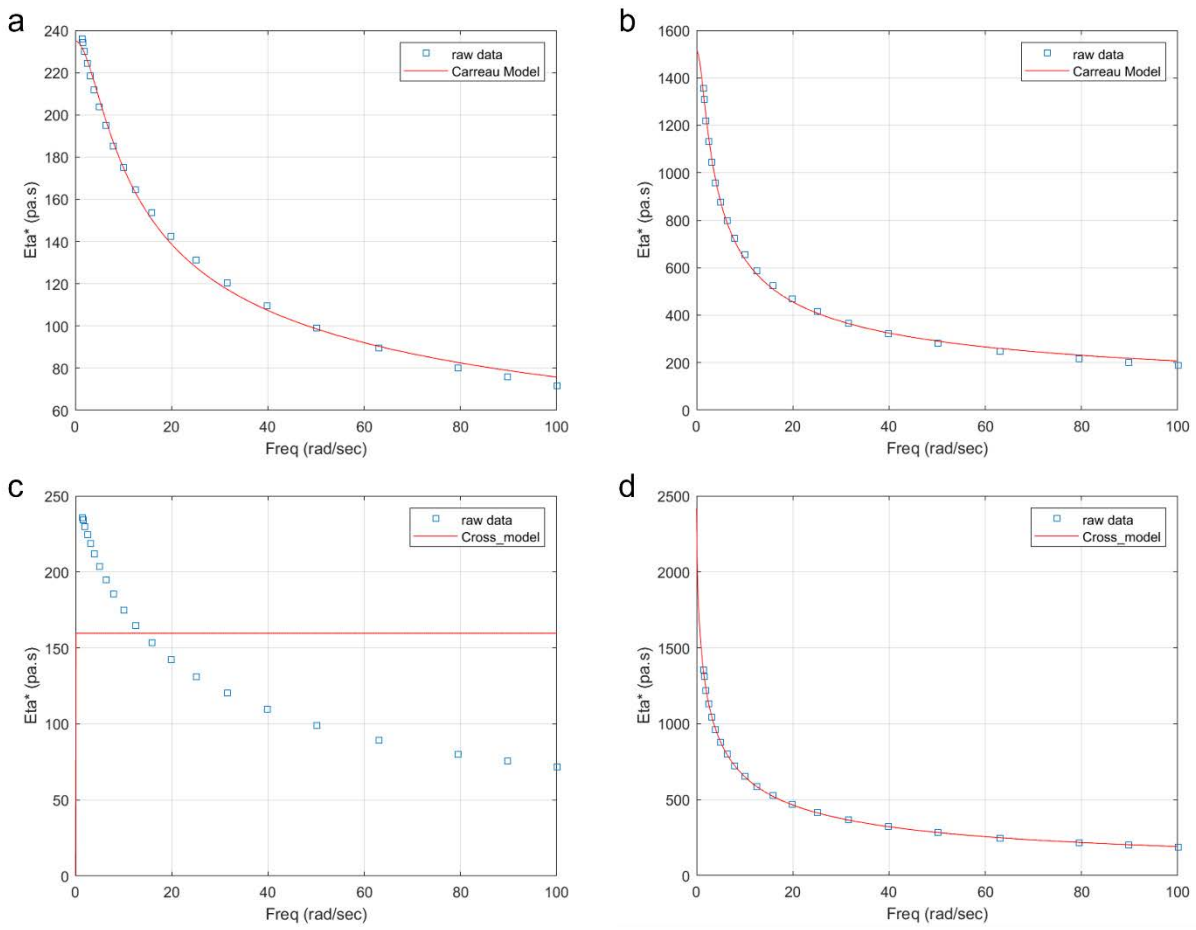 a
240
220
200
180
160
140
120
100
80
60
Eta* (pa.s)
0 20 40 60 80 100
Freq (rad/sec)
raw data
Carreau Model
b
1600
1400
1200
1000
800
600
400
200
0
Eta* (pa.s)
0 20 40 60 80 100
Freq (rad/sec)
raw data
Carreau Model
c
250
200
150
100
50
0
Eta* (pa.s)
0 20 40 60 80 100
Freq (rad/sec)
raw data
Cross_model
d
2500
2000
1500
1000
500
0
Eta* (pa.s)
0 20 40 60 80 100
Freq (rad/sec)
raw data
Cross_model